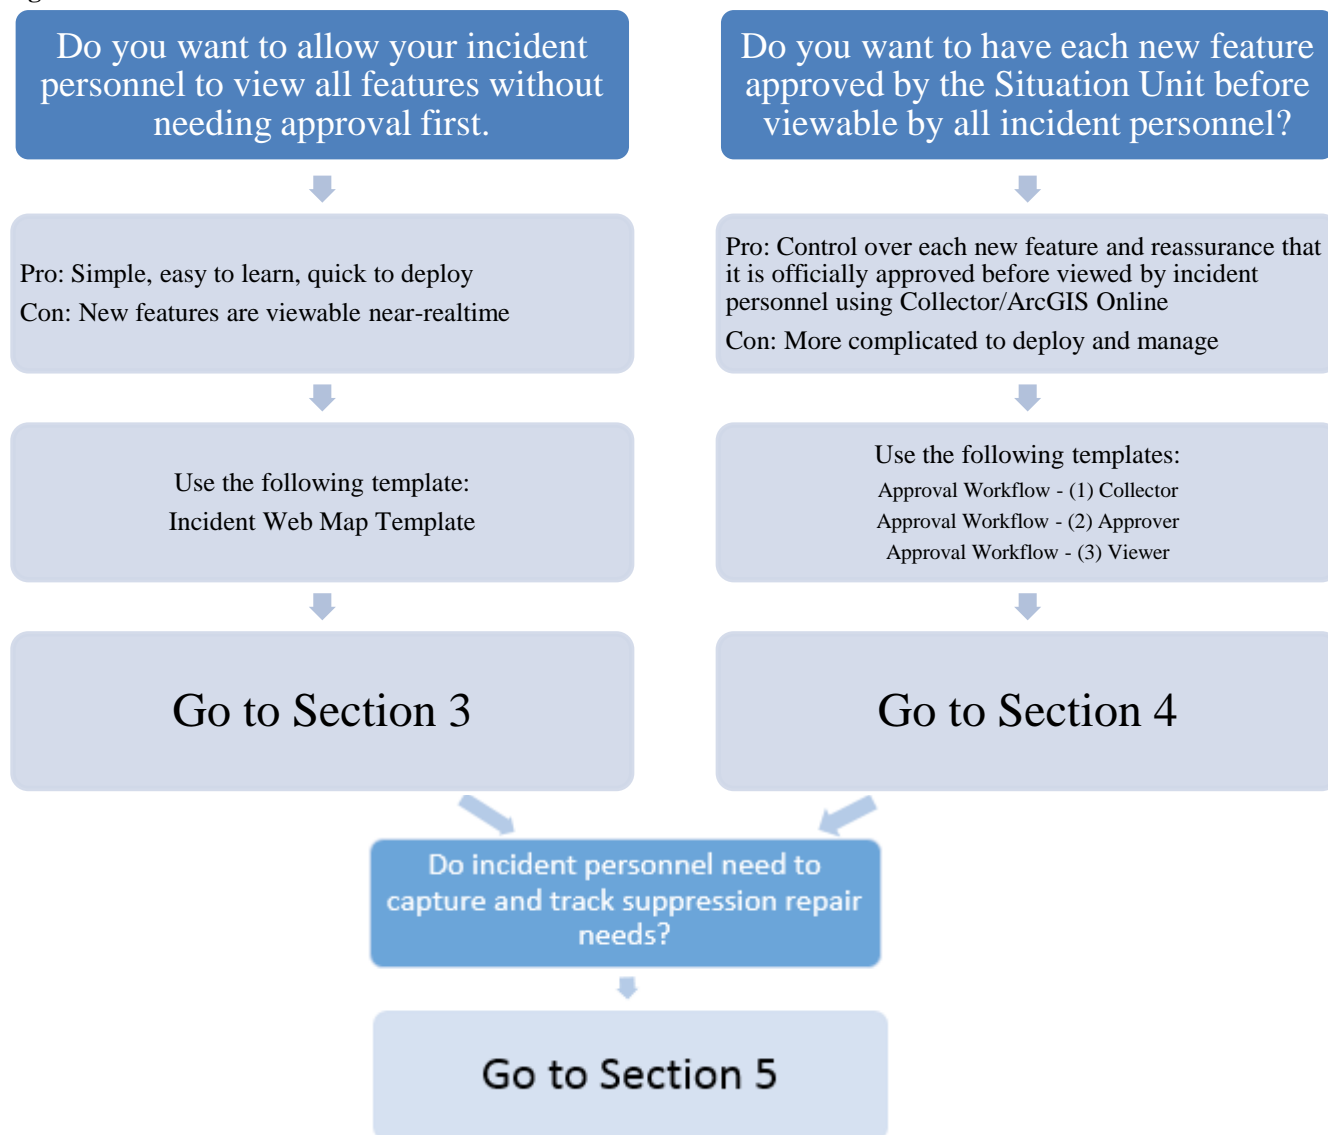 Do you want to allow your incident
personnel to view all features without
needing approval first.
Pro: Simple, easy to learn, quick to deploy
Con: New features are viewable near-realtime
Use the following template:
Incident Web Map Template
Go to Section 3
Do you want to have each new feature
approved by the Situation Unit before
viewable by all incident personnel?
Pro: Control over each new feature and reassurance that
it is officially approved before viewed by incident
personnel using Collector/ArcGIS Online
Con: More complicated to deploy and manage
Use the following templates:
Approval Workflow - (1) Collector
Approval Workflow - (2) Approver
Approval Workflow - (3) Viewer
Go to Section 4
Do incident personnel need to
capture and track suppression repair
needs?
Go to Section 5